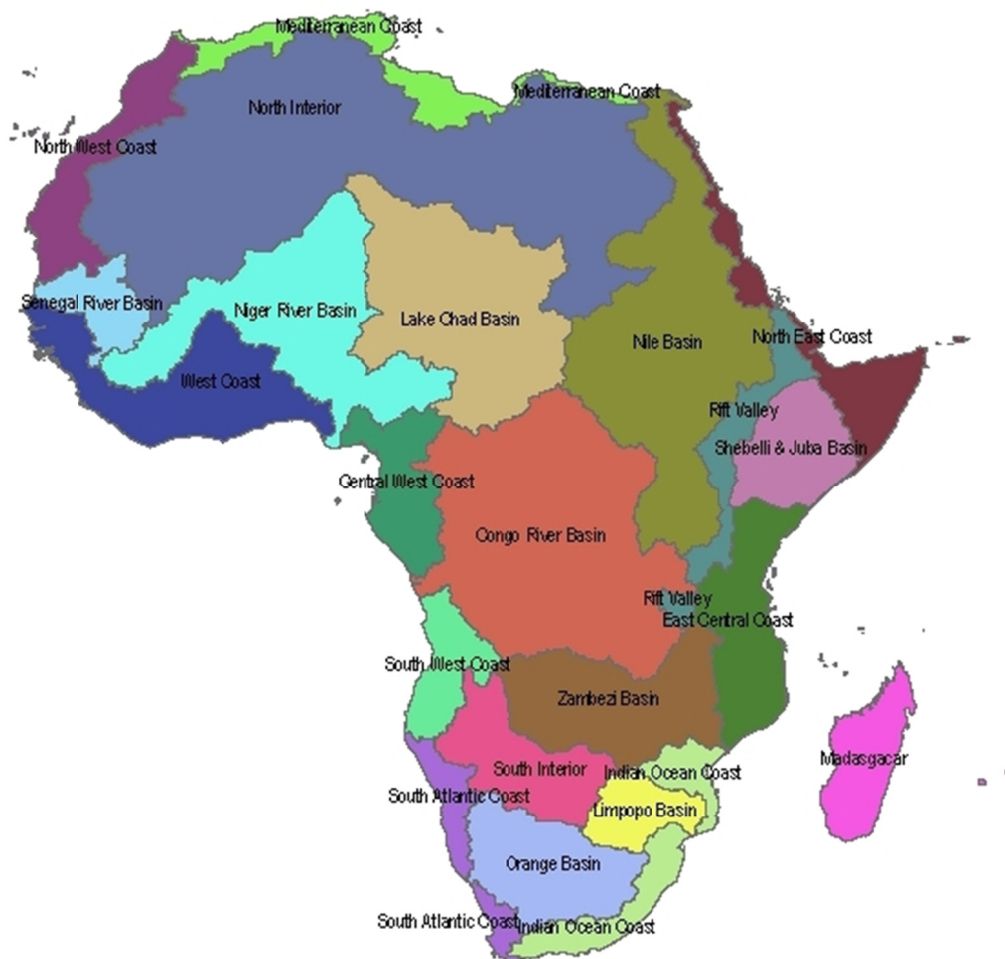 Mediterranean Coast
Mediterranean Coast
North Interior
North West Coast
Senegal River Basin
Niger River Basin
Lake Chad Basin
Nile Basin
North East Coast
West Coast
Rift Valley
Shebelli & Juba Basin
Central West Coast
Congo River Basin
Rift Valley
East Central Coast
South West Coast
Zambezi Basin
Madasgacar
South Interior
Indian Ocean Coast
South Atlantic Coast
Limpopo Basin
Orange Basin
South Atlantic Coast
Indian Ocean Coast